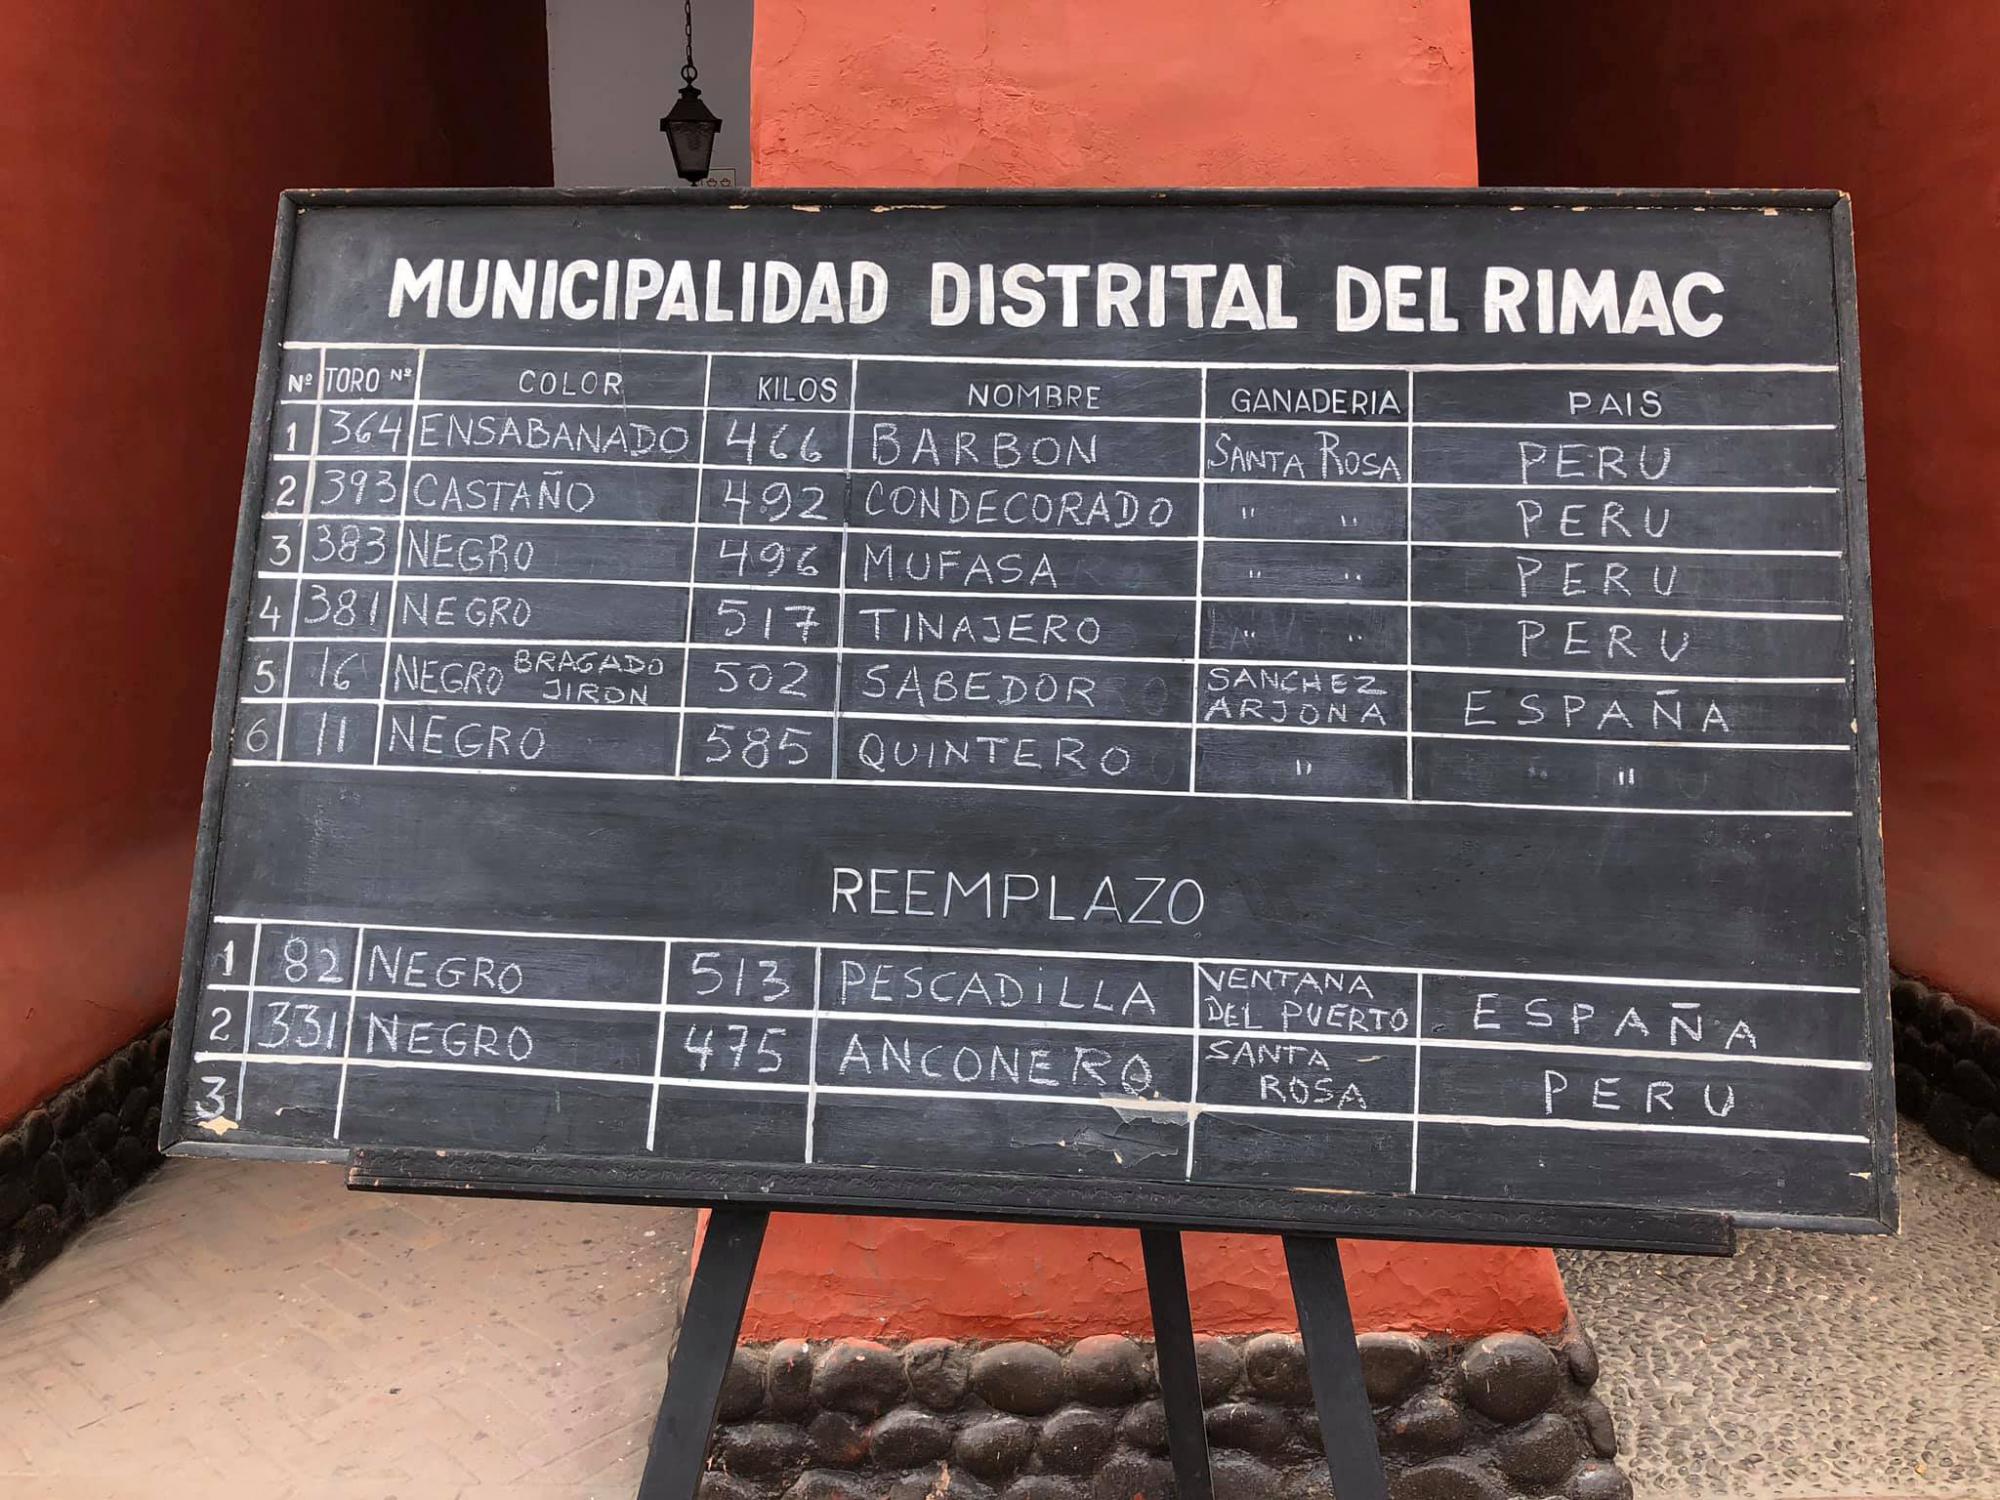 MUNICIPALIDAD DISTRITAL DEL RIMAC
Nº TORO Nº COLOR KILOS NOMBRE GANADERIA PAIS
1 364 ENSABANADO 466 BARBON SANTA ROSA PERU
2 393 CASTAÑO 492 CONDECORADO " " PERU
3 383 NEGRO 496 MUFASA " " PERU
4 381 NEGRO 517 TINAJERO " " PERU
5 16 NEGRO BRAGADO JIRON 502 SABEDOR SANCHEZ ARJONA ESPAÑA
6 11 NEGRO 585 QUINTERO " " "
REEMPLAZO
1 82 NEGRO 513 PESCADiLLA VENTANA DEL PUERTO ESPAÑA
2 331 NEGRO 475 ANCONERO SANTA ROSA PERU
3